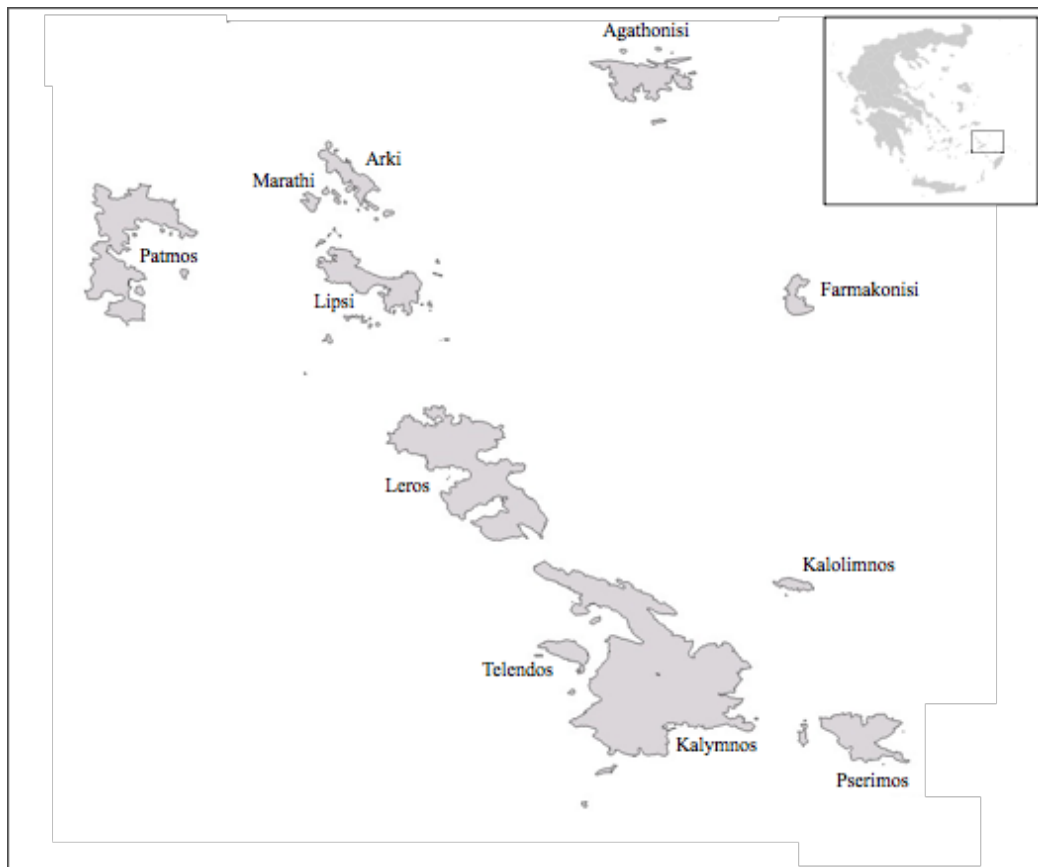 Agathonisi
Arki
Marathi
Patmos
Lipsi
Farmakonisi
Leros
Kalolimnos
Telendos
Kalymnos
Pserimos